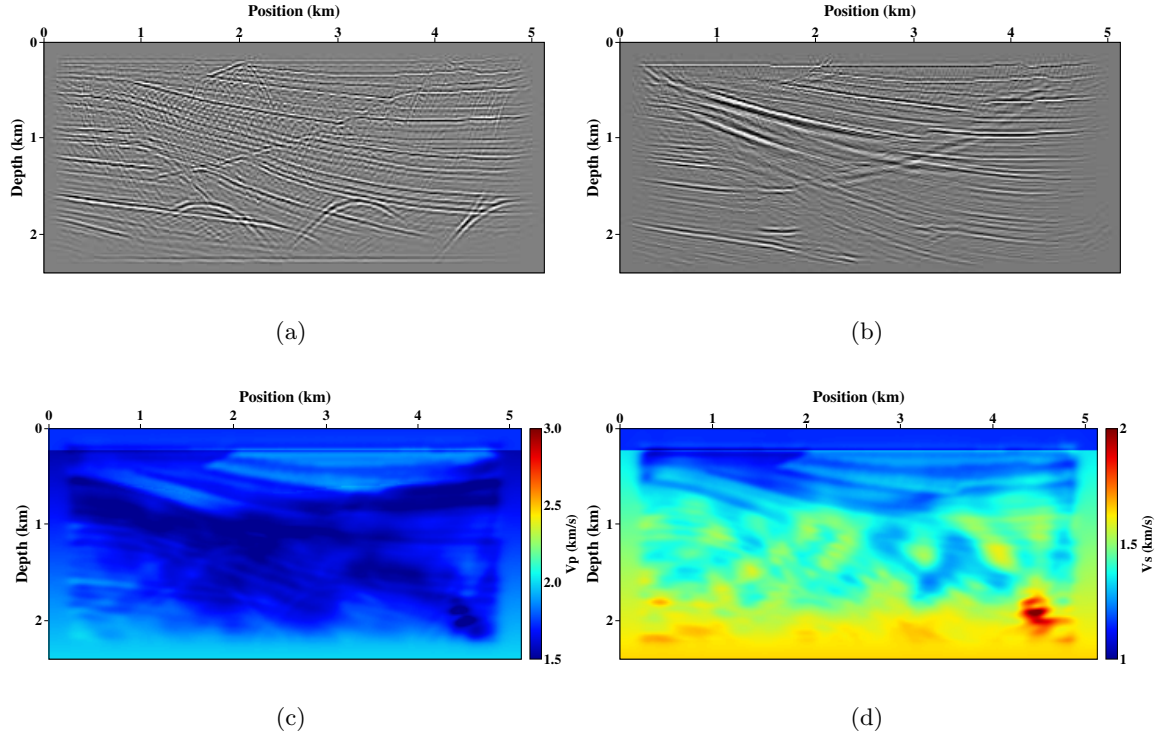 Position (km)
0 1 2 3 4 5
0
1
2
Depth (km)
(a)
Position (km)
0 1 2 3 4 5
0
1
2
Depth (km)
(b)
Position (km)
0 1 2 3 4 5
0
1
2
Depth (km)
3.0
2.5
2.0
1.5
Vp (km/s)
(c)
Position (km)
0 1 2 3 4 5
0
1
2
Depth (km)
2
1.5
1
Vs (km/s)
(d)